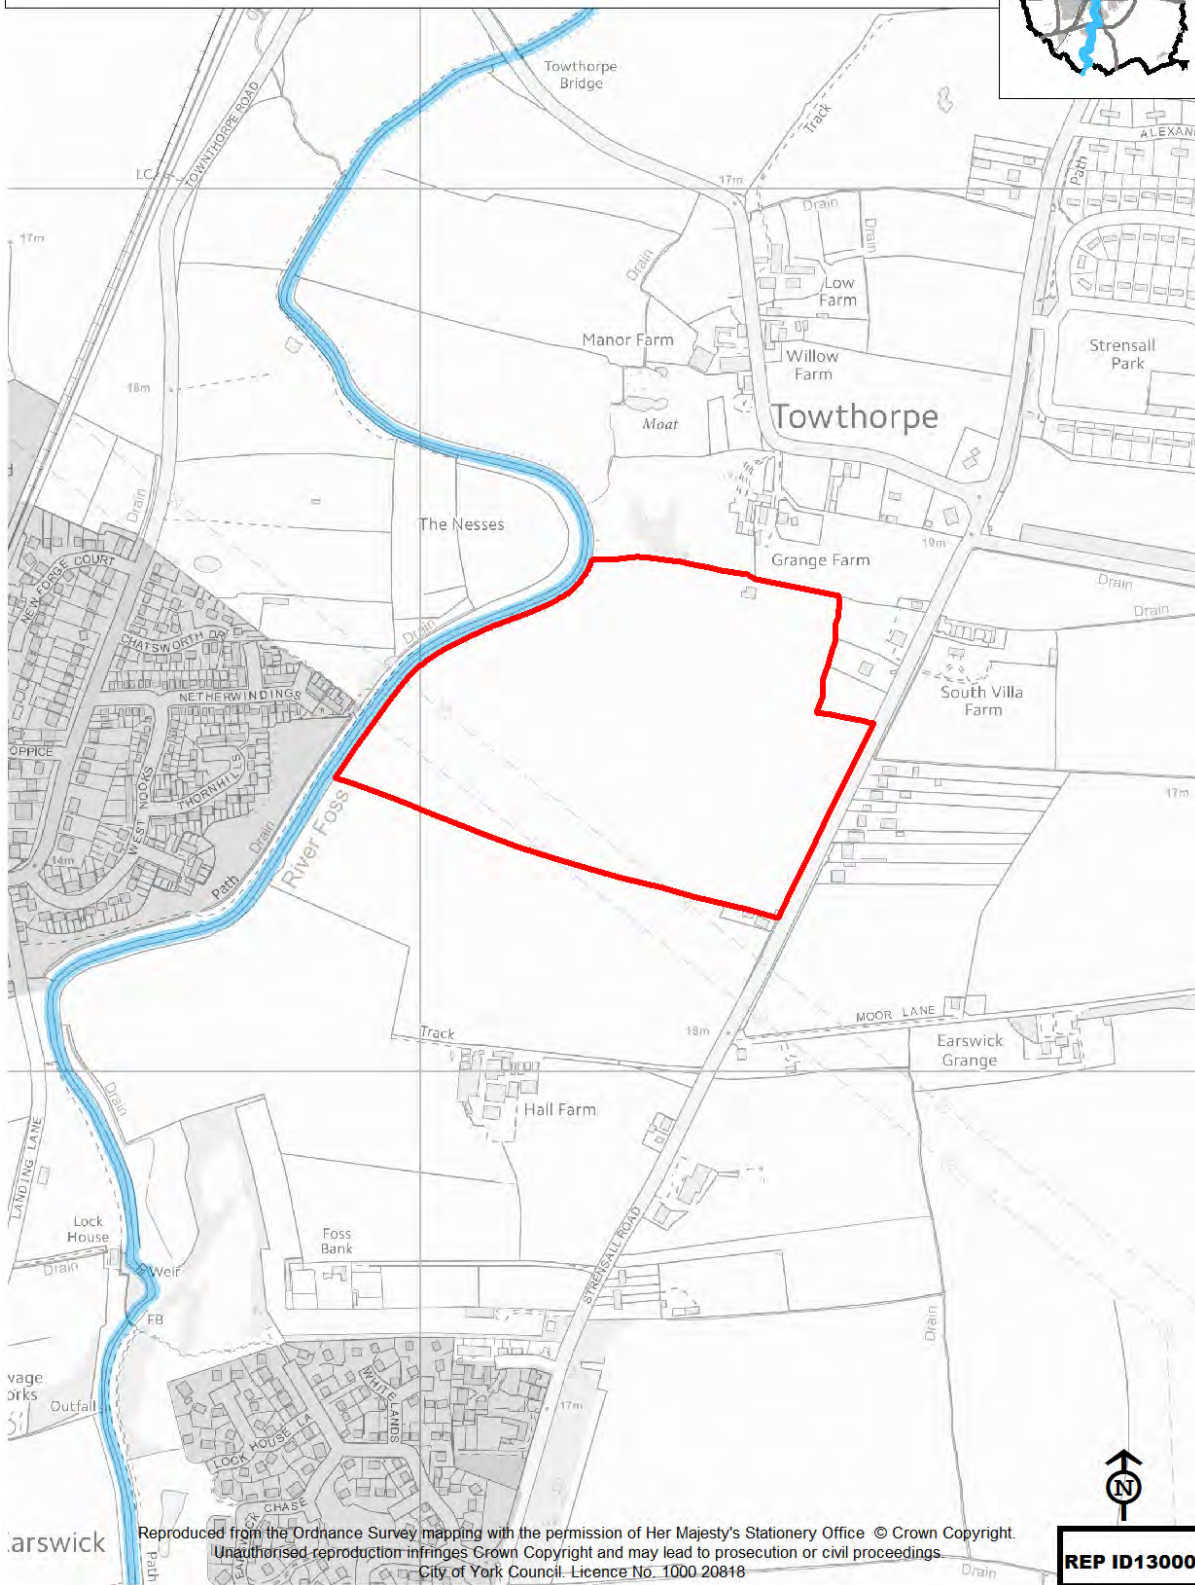 Towthorpe
Bridge
TOWNTHORPE ROAD
Track
ALEXAN
Path
LC
17m
17m
Drain
Drain
Drain
Low
Farm
Manor Farm
Willow
Farm
Strensall
Park
18m
Moat
Towthorpe
Drain
The Nesses
19m
Grange Farm
NEW FORGE COURT
Drain
Drain
CHATSWORTH DR
Drain
NETHERWINDINGS
South Villa
Farm
OFFICE
WEST NOOKS
THORNHILLS
17m
River Foss
Drain
14m
Path
MOOR LANE
18m
Track
Earswick
Grange
Hall Farm
Drain
LANDING LANE
Lock
House
Foss
Bank
STRENSALL ROAD
Drain
Weir
FB
Drain
wage
orks
Outfall
WHITELANDS
17m
LOCK HOUSE LA
CHASE
Earswick
Path
Reproduced from the Ordnance Survey mapping with the permission of Her Majesty's Stationery Office © Crown Copyright.
Unauthorised reproduction infringes Crown Copyright and may lead to prosecution or civil proceedings.
City of York Council. Licence No. 1000 20818
Drain
N
REP ID13000